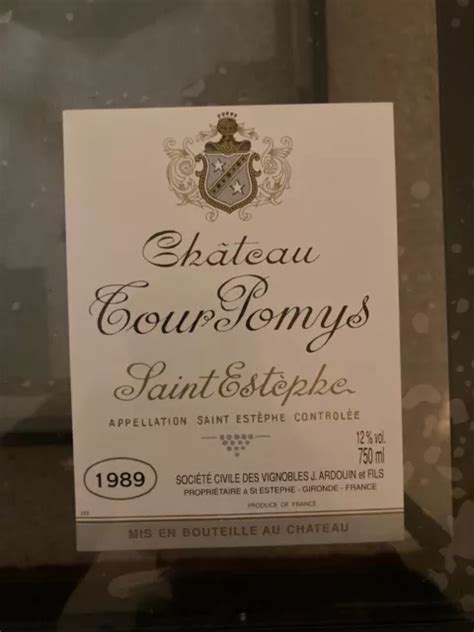 Château
Tour Pomys
Saint Estèphe
APPELLATION SAINT ESTÈPHE CONTROLÉE
12 % vol.
750 ml
1989
SOCIÉTÉ CIVILE DES VIGNOBLES J. ARDOUIN et FILS
PROPRIÉTAIRE à St ESTEPHE - GIRONDE - FRANCE
PRODUCE OF FRANCE
MIS EN BOUTEILLE AU CHATEAU